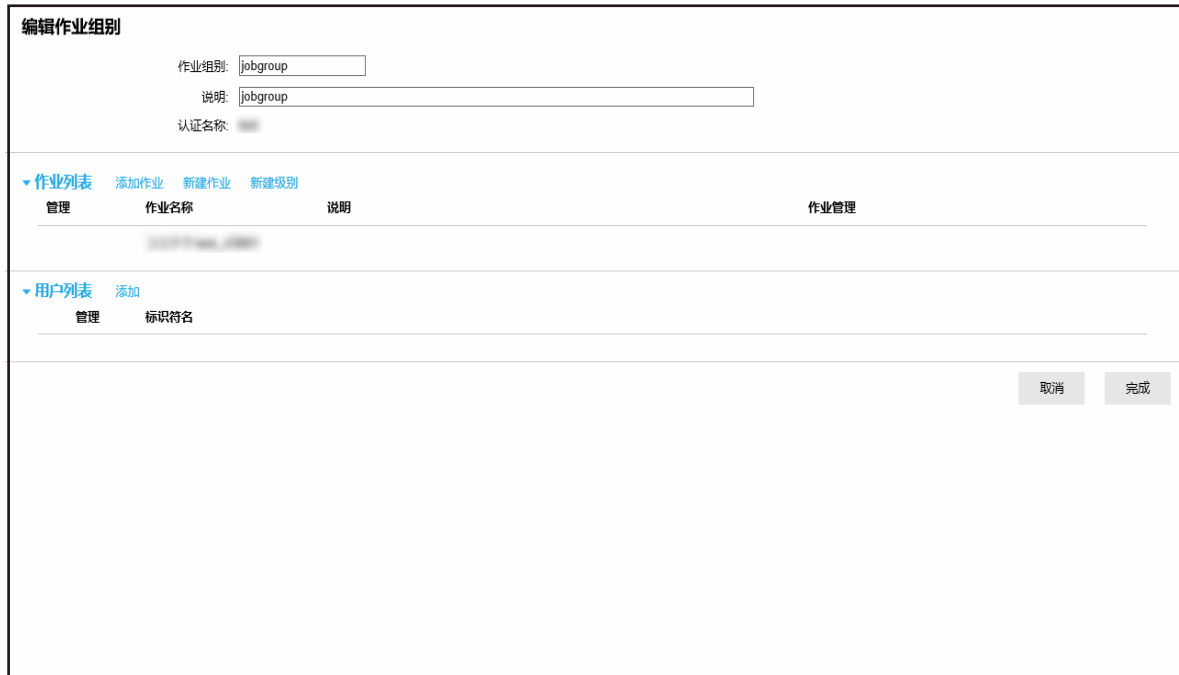 编辑作业组别
作业组别: jobgroup
说明: jobgroup
认证名称:
作业列表 添加作业 新建作业 新建级别
管理 作业名称 说明 作业管理
用户列表 添加
管理 标识符名
取消 完成